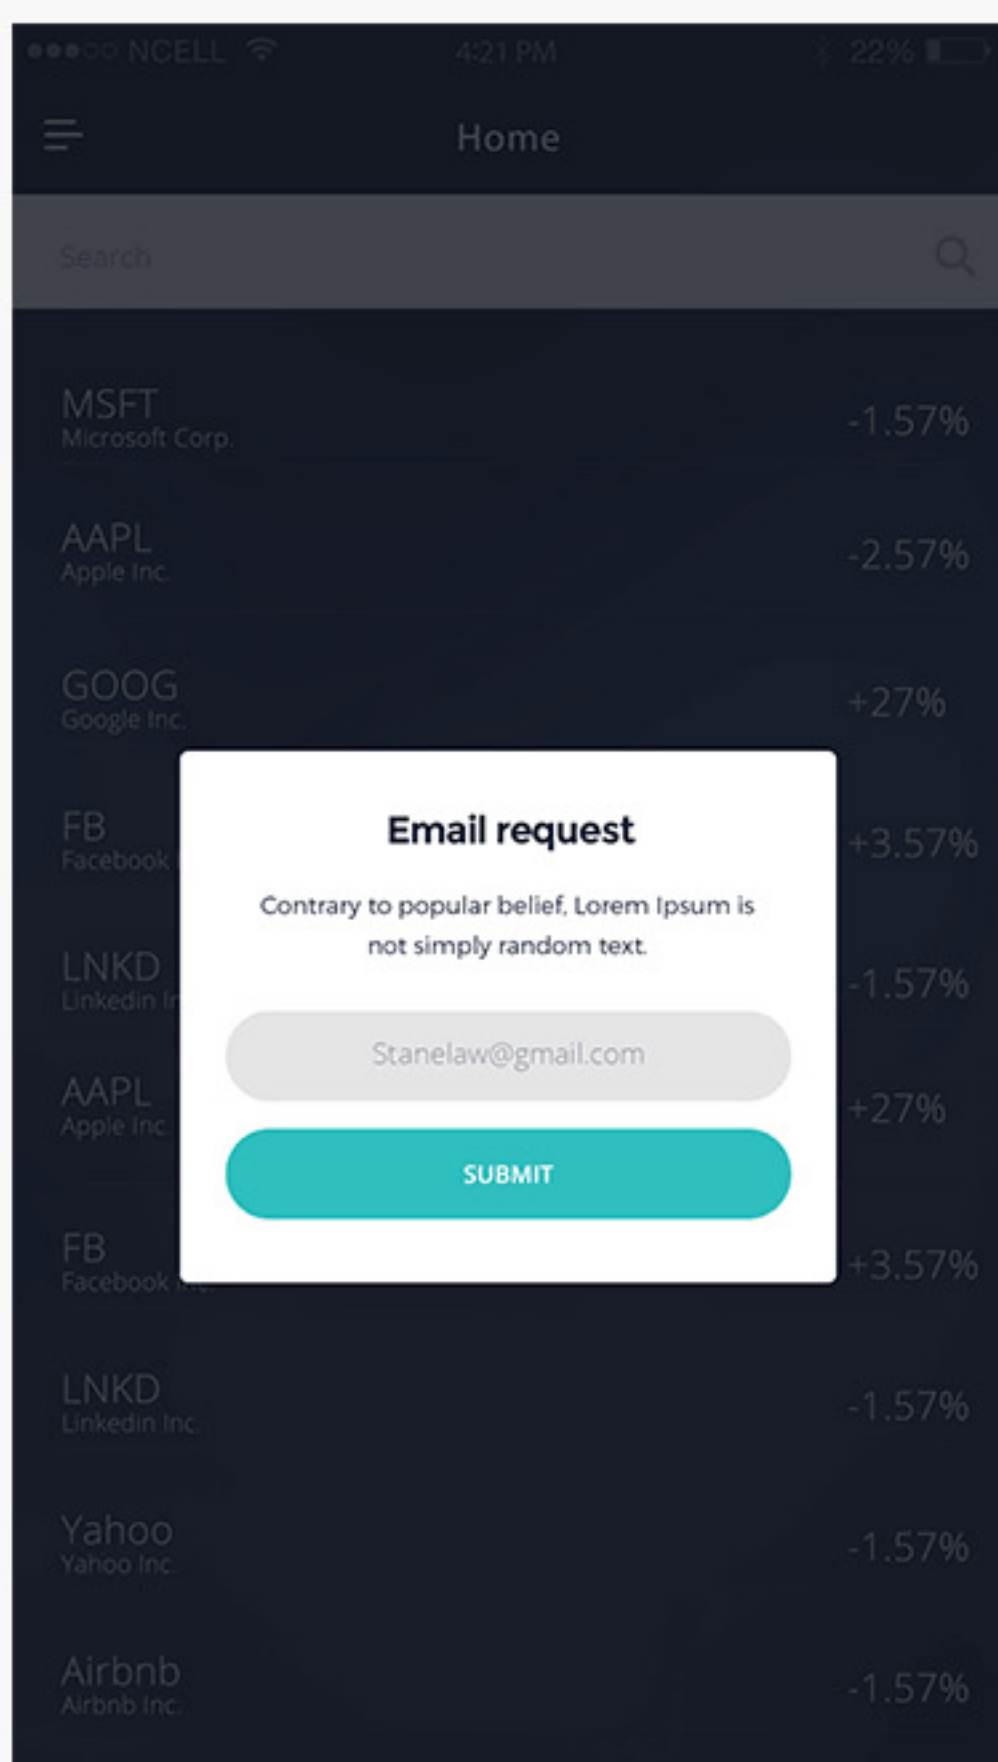 NCELL 4:21 PM 22%
Home
Search
MSFT
Microsoft Corp.
-1.57%
AAPL
Apple Inc.
-2.57%
GOOG
Google Inc.
+27%
FB
Facebook
+3.57%
LNKD
Linkedin
-1.57%
AAPL
Apple Inc.
+27%
FB
Facebook Inc.
+3.57%
Email request
Contrary to popular belief, Lorem Ipsum is
not simply random text.
Stanelaw@gmail.com
SUBMIT
LNKD
Linkedin Inc.
-1.57%
Yahoo
Yahoo Inc.
-1.57%
Airbnb
Airbnb Inc.
-1.57%